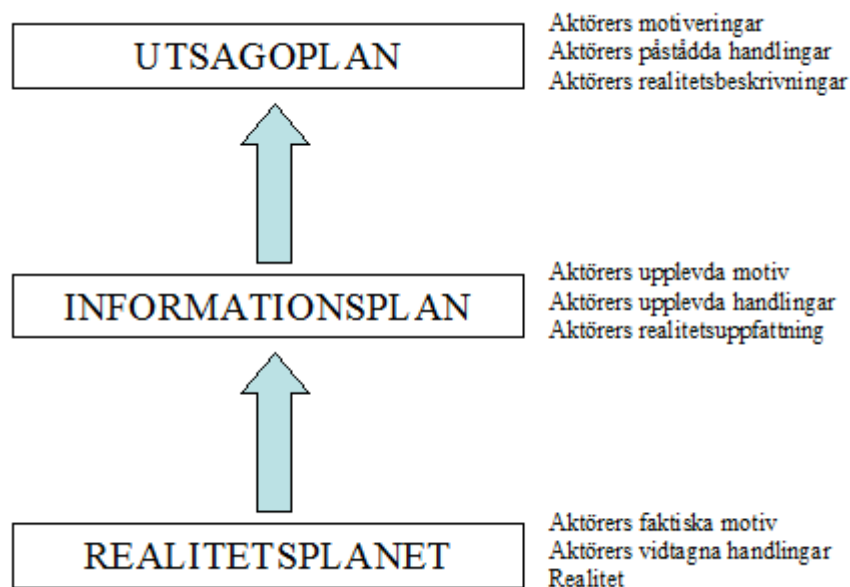 UTSAGOPLAN
Aktörers motiveringar
Aktörers påstådda handlingar
Aktörers realitetsbeskrivningar
INFORMATIONSPLAN
Aktörers upplevda motiv
Aktörers upplevda handlingar
Aktörers realitetsuppfattning
REALITETSPLANET
Aktörers faktiska motiv
Aktörers vidtagna handlingar
Realitet